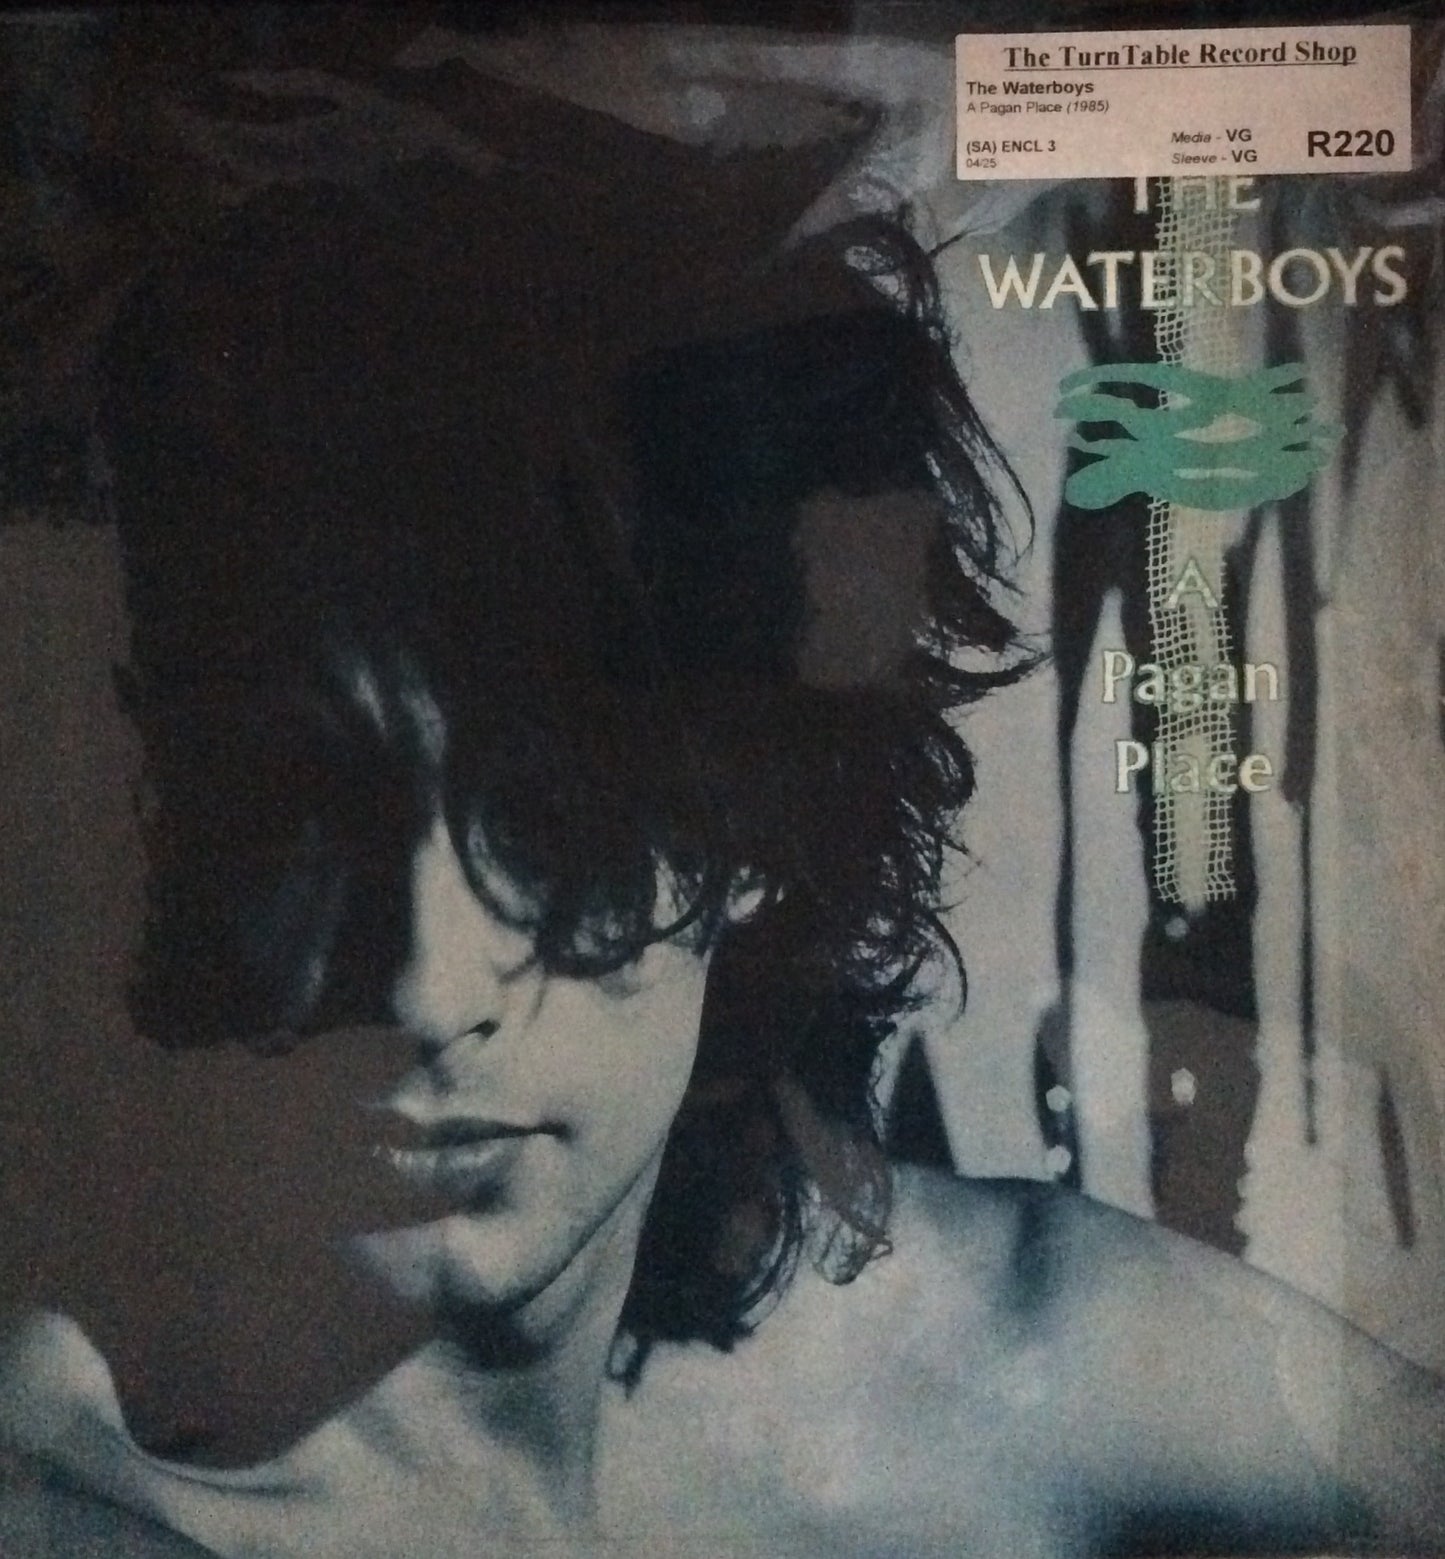 The TurnTable Record Shop
The Waterboys
A Pagan Place (1985)
Media - VG
(SA) ENCL 3
Sleeve - VG
R220
04/25
THE
WATERBOYS
A
Pagan
Place